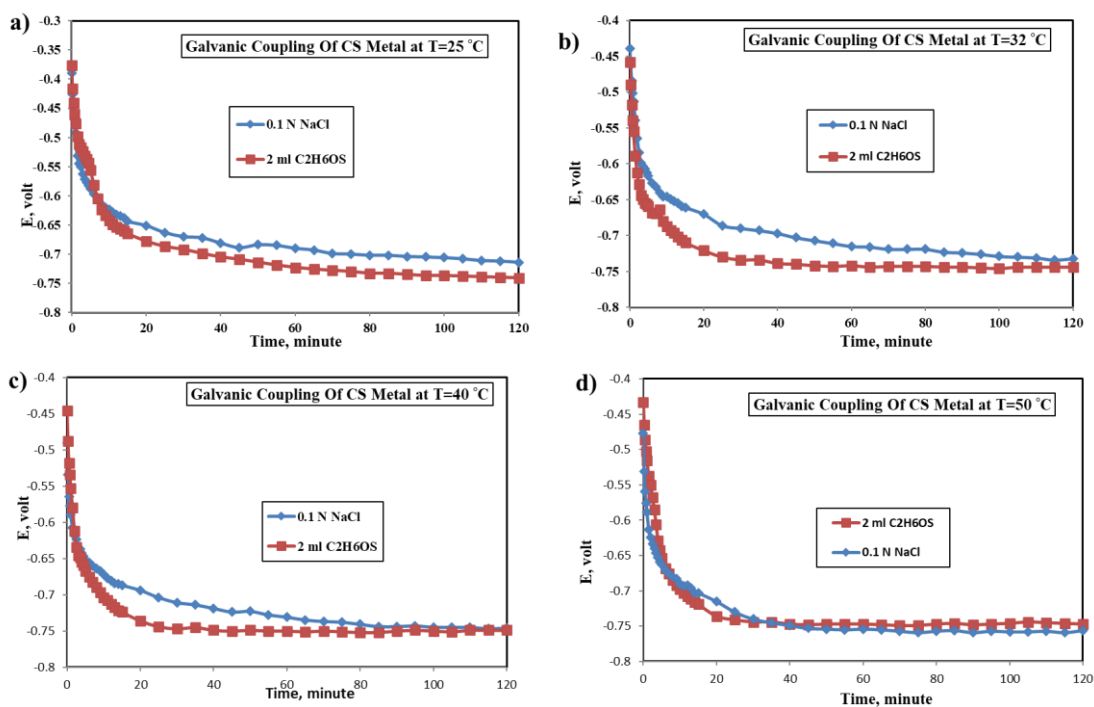 a)
Galvanic Coupling Of CS Metal at T=25 °C
0.1 N NaCl
2 ml C2H6OS
E, volt
-0.3
-0.35
-0.4
-0.45
-0.5
-0.55
-0.6
-0.65
-0.7
-0.75
-0.8
0 20 40 60 80 100 120
Time, minute
b)
Galvanic Coupling Of CS Metal at T=32 °C
0.1 N NaCl
2 ml C2H6OS
E, volt
-0.4
-0.45
-0.5
-0.55
-0.6
-0.65
-0.7
-0.75
-0.8
0 20 40 60 80 100 120
Time, minute
c)
Galvanic Coupling Of CS Metal at T=40 °C
0.1 N NaCl
2 ml C2H6OS
E, volt
-0.4
-0.45
-0.5
-0.55
-0.6
-0.65
-0.7
-0.75
-0.8
0 20 40 60 80 100 120
Time, minute
d)
Galvanic Coupling Of CS Metal at T=50 °C
2 ml C2H6OS
0.1 N NaCl
E, volt
-0.4
-0.45
-0.5
-0.55
-0.6
-0.65
-0.7
-0.75
-0.8
0 20 40 60 80 100 120
Time, minute